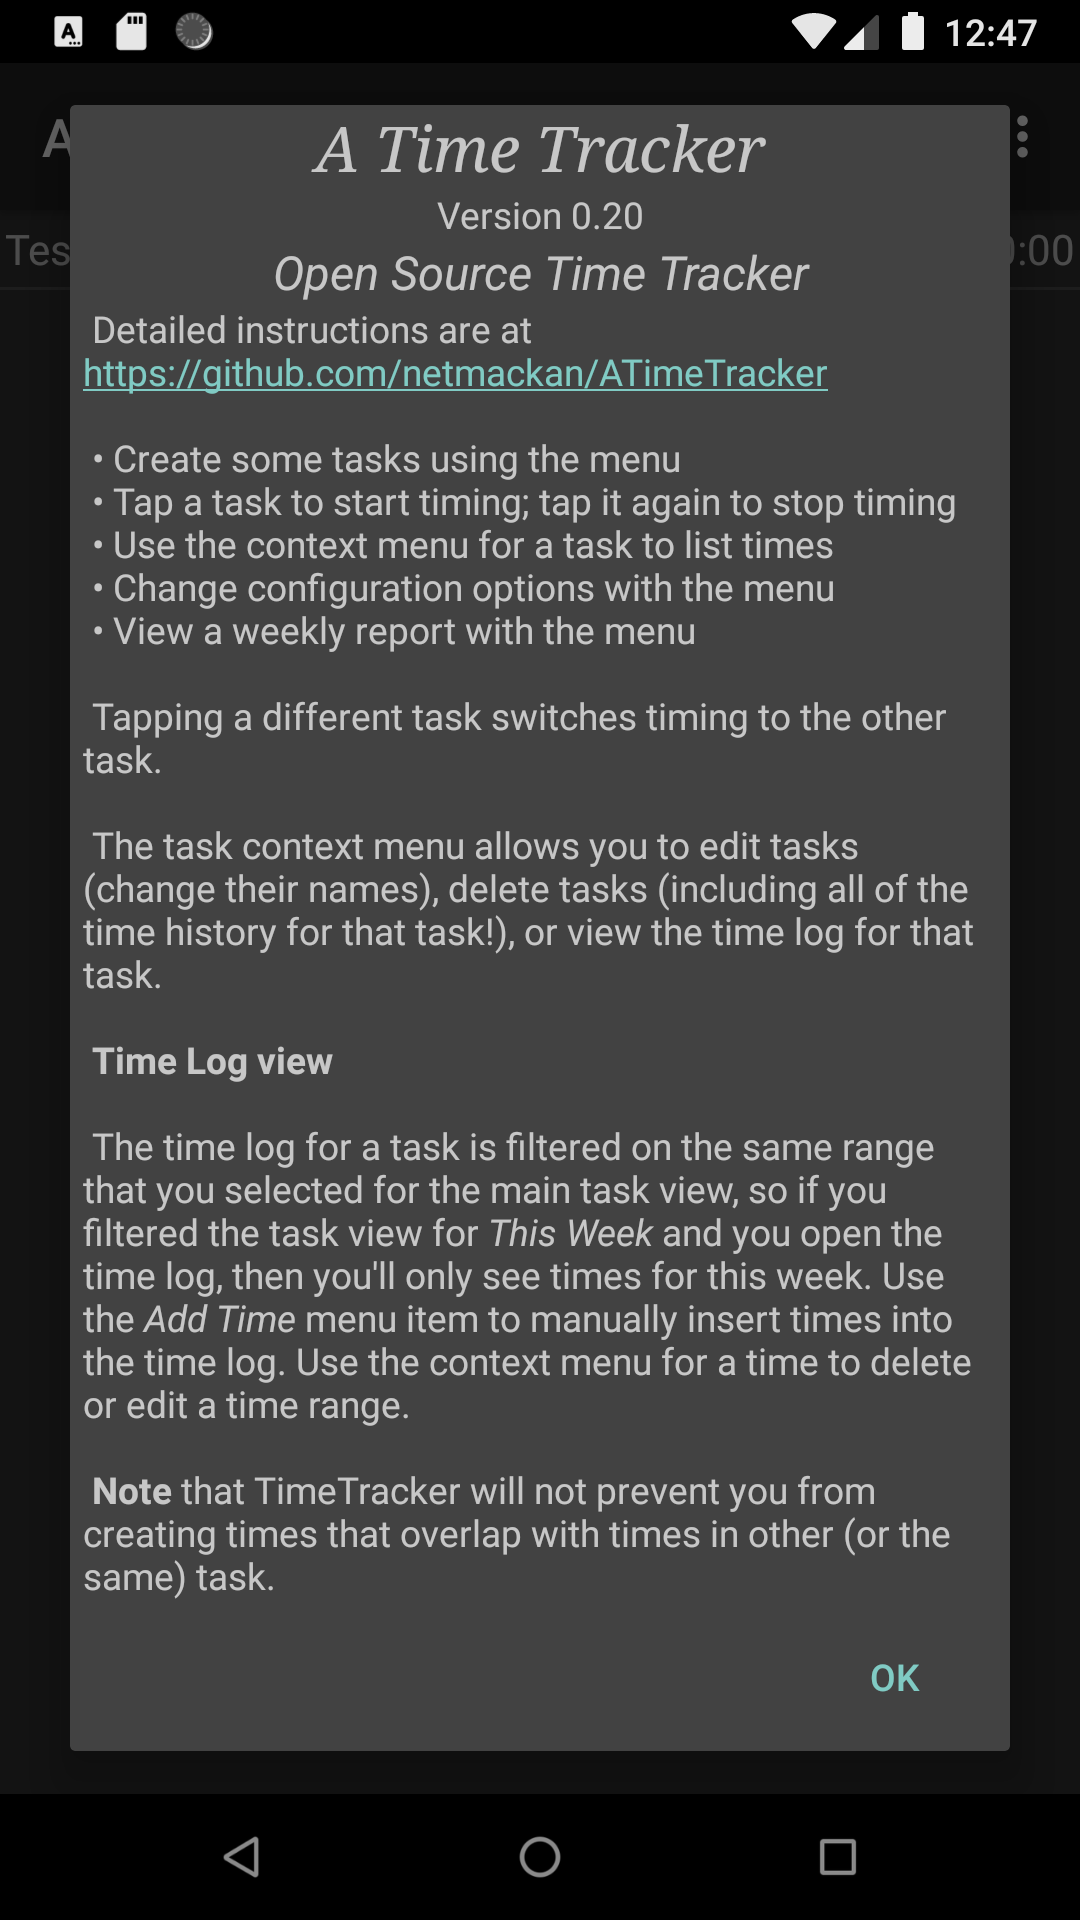 12:47
A
A Time Tracker
Version 0.20
Tes
:00
Open Source Time Tracker
Detailed instructions are at
https://github.com/netmackan/ATimeTracker
• Create some tasks using the menu
• Tap a task to start timing; tap it again to stop timing
• Use the context menu for a task to list times
• Change configuration options with the menu
• View a weekly report with the menu
Tapping a different task switches timing to the other
task.
The task context menu allows you to edit tasks
(change their names), delete tasks (including all of the
time history for that task!), or view the time log for that
task.
Time Log view
The time log for a task is filtered on the same range
that you selected for the main task view, so if you
filtered the task view for This Week and you open the
time log, then you'll only see times for this week. Use
the Add Time menu item to manually insert times into
the time log. Use the context menu for a time to delete
or edit a time range.
Note that TimeTracker will not prevent you from
creating times that overlap with times in other (or the
same) task.
OK